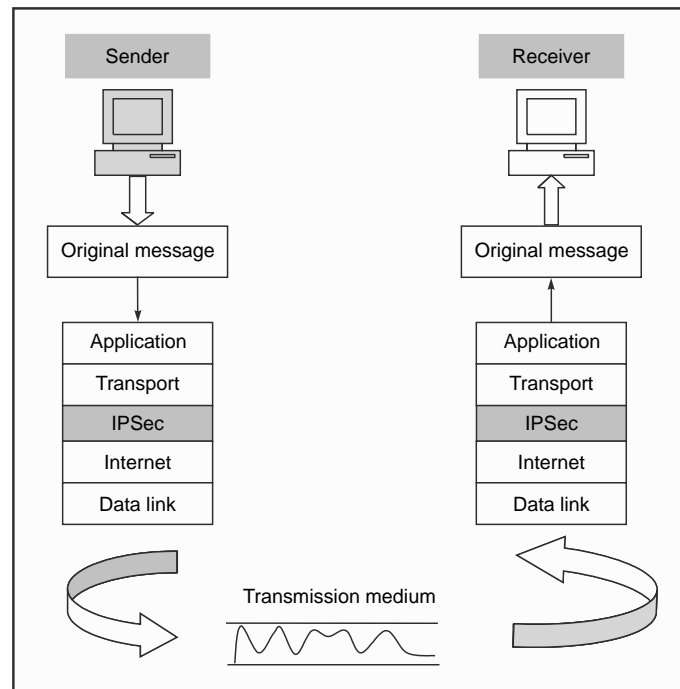 Sender
Receiver
Original message
Original message
Application
Transport
IPSec
Internet
Data link
Application
Transport
IPSec
Internet
Data link
Transmission medium